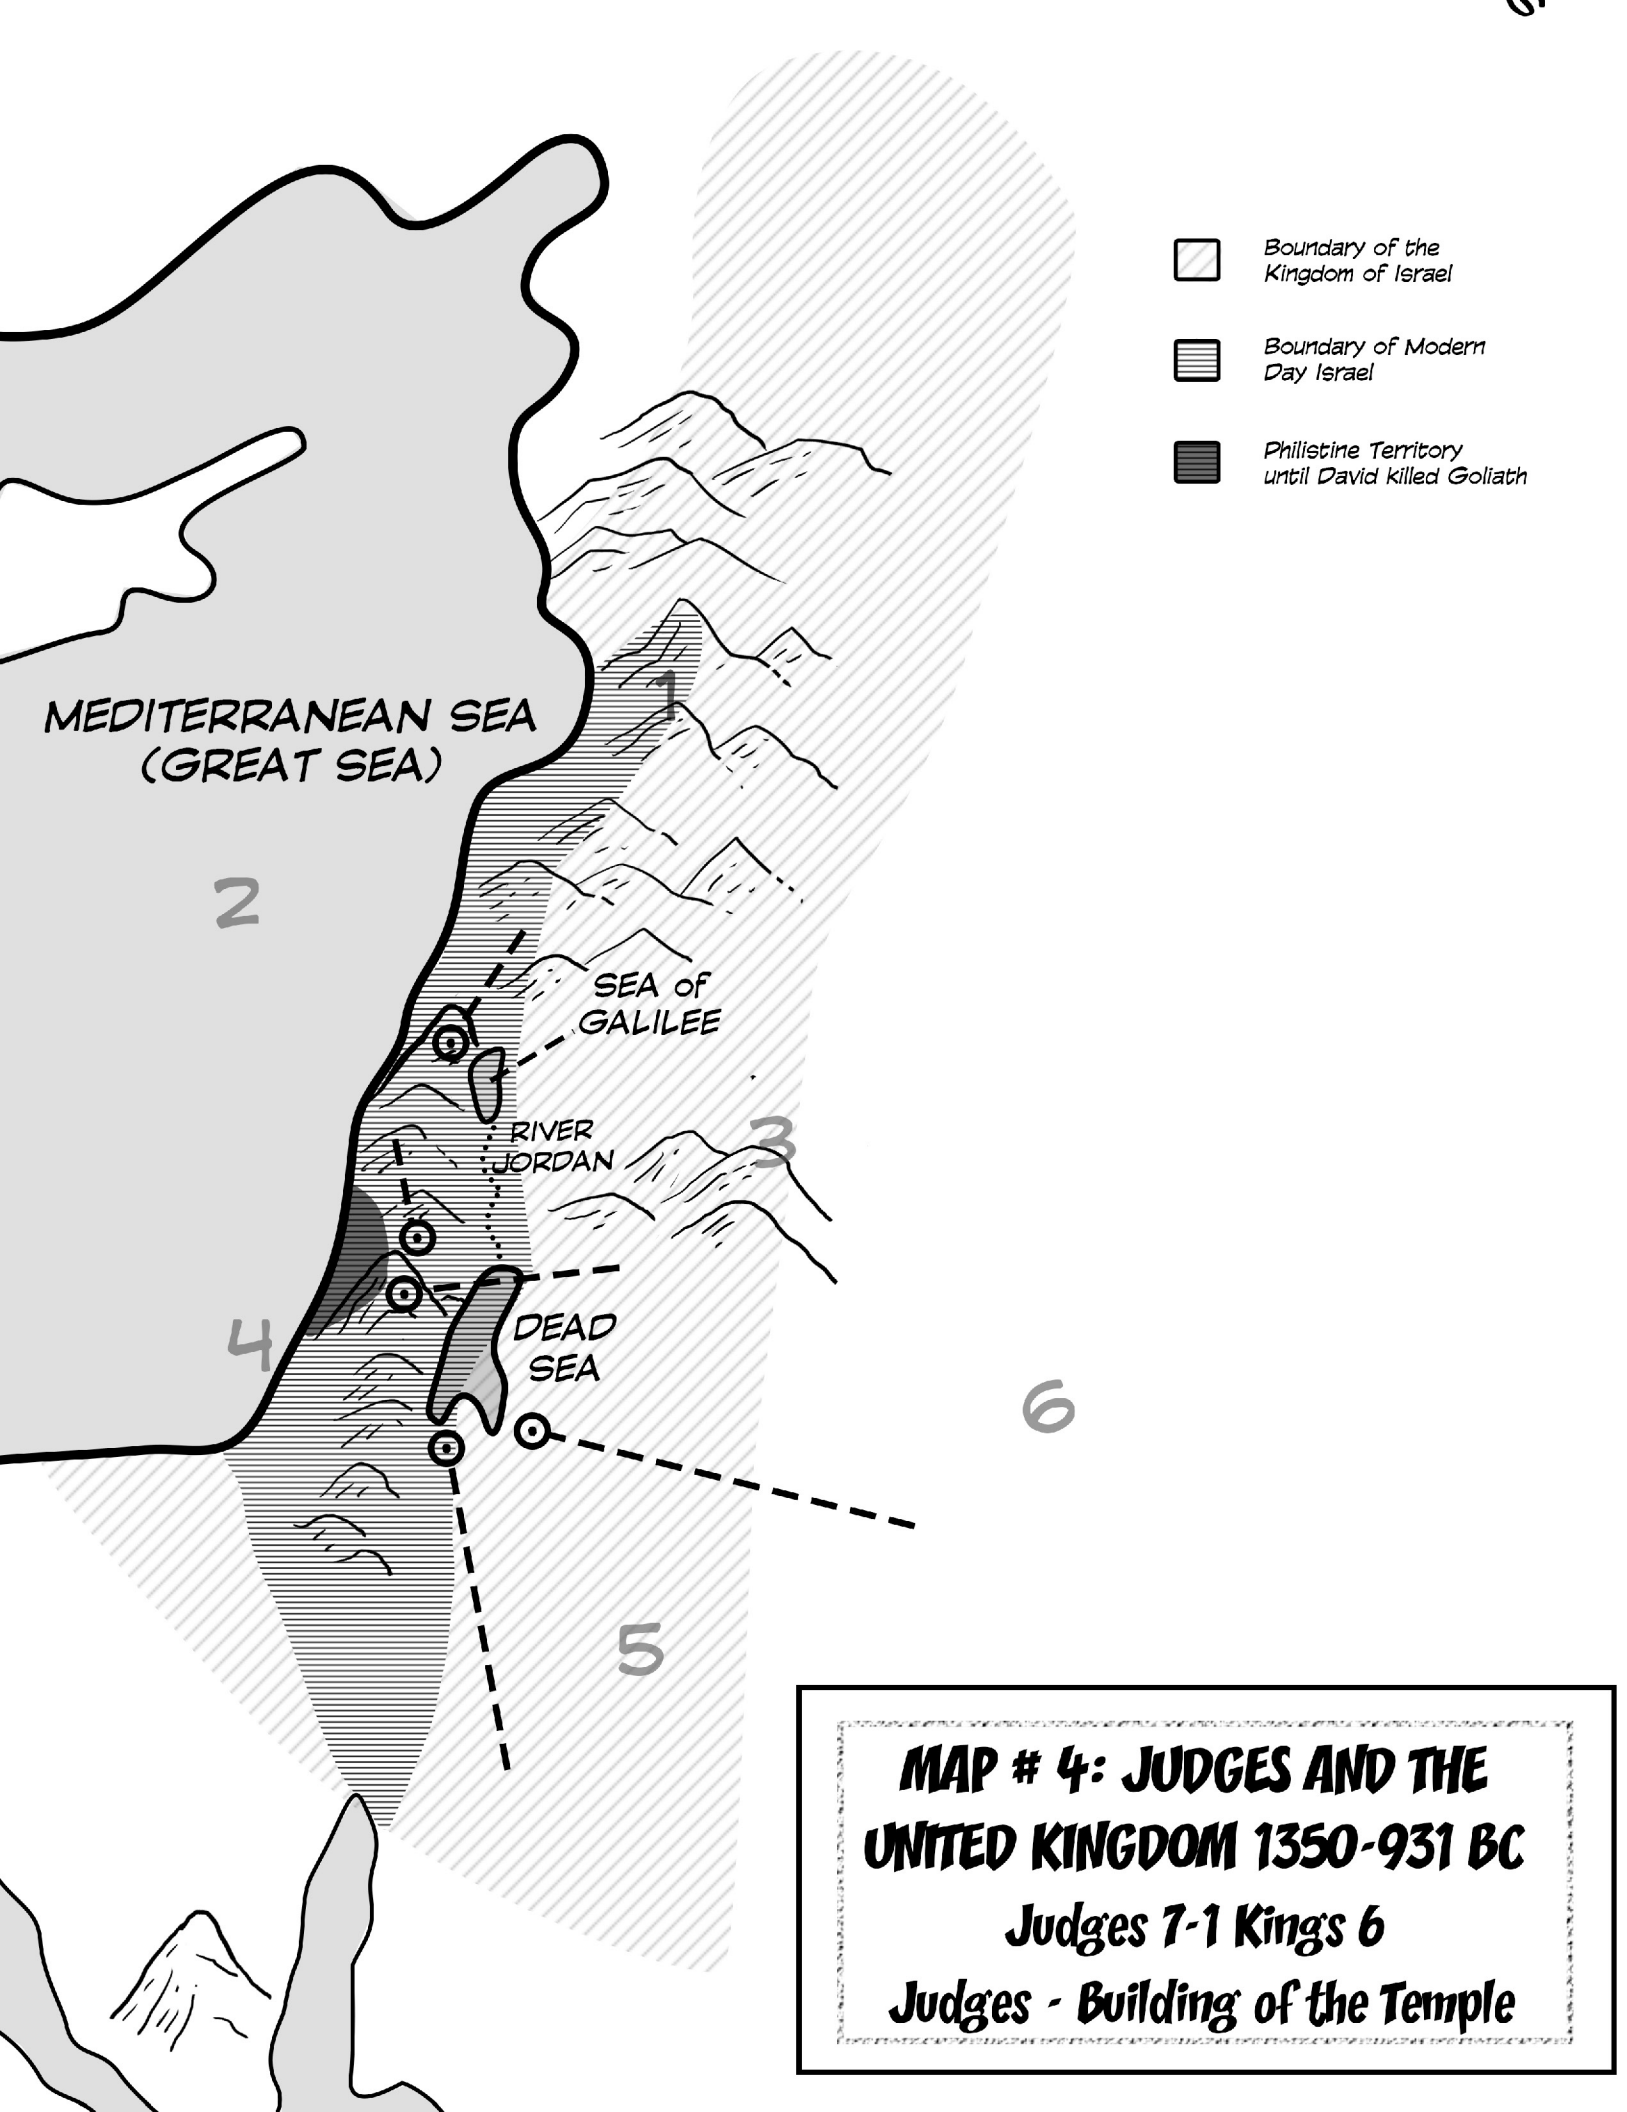 Boundary of the
Kingdom of Israel
Boundary of Modern
Day Israel
Philistine Territory
until David killed Goliath
1
MEDITERRANEAN SEA
(GREAT SEA)
2
SEA of
GALILEE
RIVER
JORDAN
3
4
DEAD
SEA
6
5
MAP # 4: JUDGES AND THE
UNITED KINGDOM 1350-931 BC
Judges 7-1 Kings 6
Judges - Building of the Temple